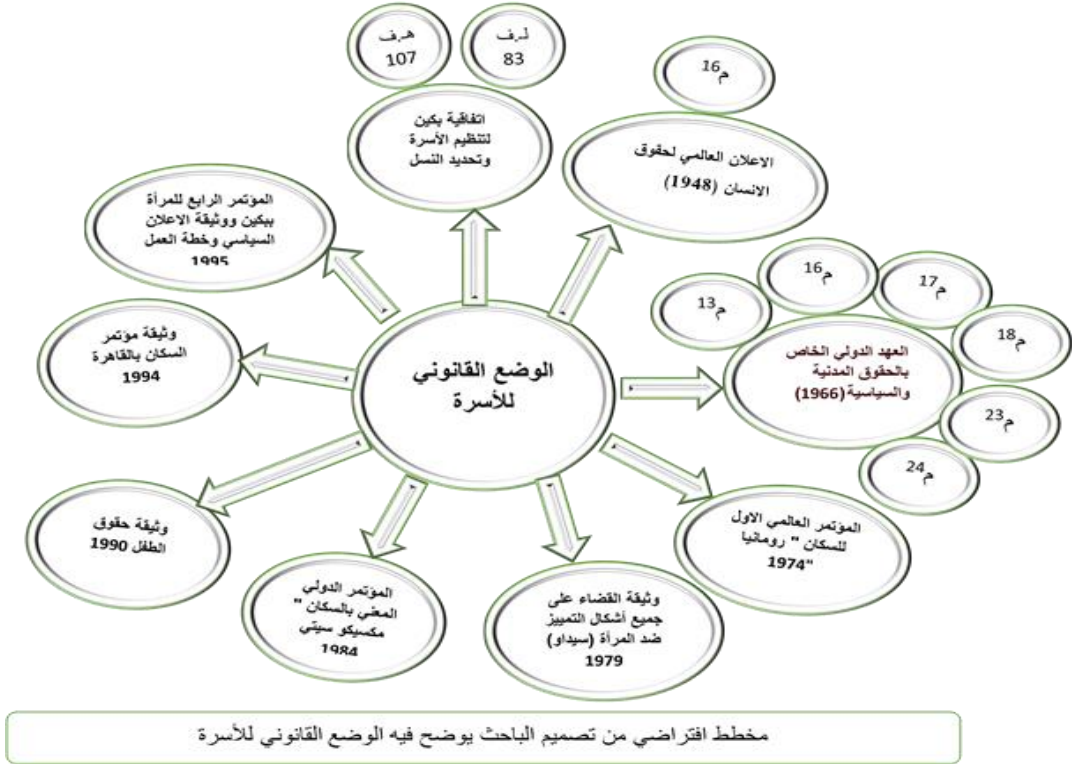 هـ.ف
107
لـ.ف
83
م16
اتفاقية بكين
لتنظيم الأسرة
وتحديد النسل
الاعلان العالمي لحقوق
الانسان (1948)
المؤتمر الرابع للمرأة
ببكين ووثيقة الاعلان
السياسي وخطة العمل
1995
م13
م16
م17
م18
م23
م24
العهد الدولي الخاص
بالحقوق المدنية
والسياسية (1966)
وثيقة مؤتمر
السكان بالقاهرة
1994
الوضع القانوني
للأسرة
المؤتمر العالمي الاول
للسكان " رومانيا
1974"
وثيقة حقوق
الطفل 1990
المؤتمر الدولي
المعني بالسكان "
مكسيكو سيتي
1984
وثيقة القضاء على
جميع أشكال التمييز
ضد المرأة (سيداو)
1979
مخطط افتراضي من تصميم الباحث يوضح فيه الوضع القانوني للأسرة